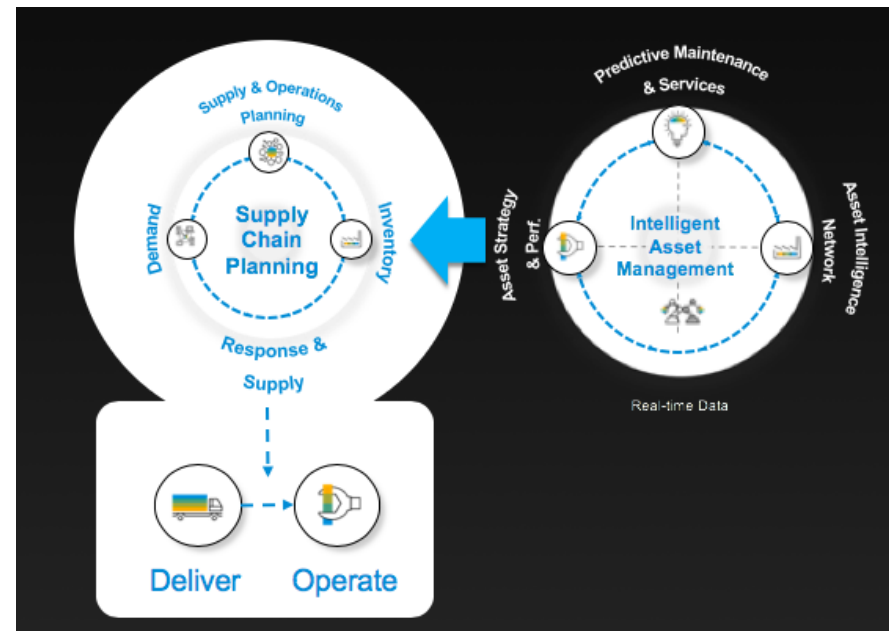 Supply & Operations
Planning
Demand
Supply
Chain
Planning
Inventory
Response &
Supply
Deliver
Operate
Predictive Maintenance
& Services
Asset Strategy
& Perf.
Intelligent
Asset
Management
Asset Intelligence
Network
Real-time Data